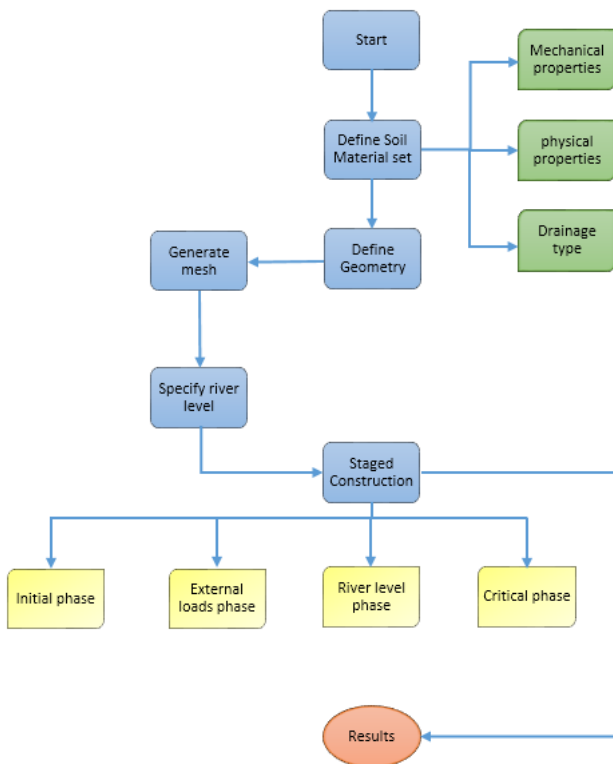 Start
Mechanical
properties
Define Soil
Material set
physical
properties
Drainage
type
Define
Geometry
Generate
mesh
Specify river
level
Staged
Construction
Initial phase
External
loads phase
River level
phase
Critical phase
Results